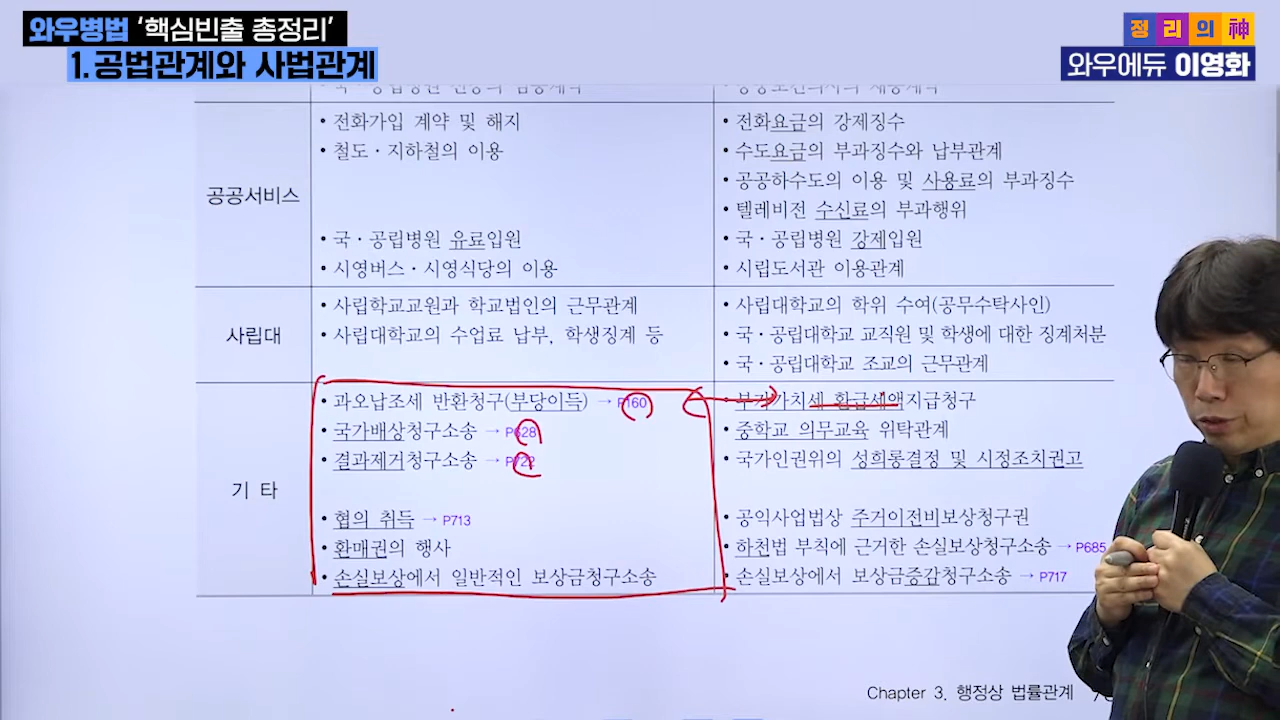 와우병법 '핵심빈출 총정리'
1. 공법관계와 사법관계
정리의神
와우에듀 이영화
공공서비스
• 전화가입 계약 및 해지
• 철도·지하철의 이용
• 국·공립병원 유료입원
• 시영버스·시영식당의 이용
• 전화요금의 강제징수
• 수도요금의 부과징수와 납부관계
• 공공하수도의 이용 및 사용료의 부과징수
• 텔레비전 수신료의 부과행위
• 국·공립병원 강제입원
• 시립도서관 이용관계
사립대
• 사립학교교원과 학교법인의 근무관계
• 사립대학교의 수업료 납부, 학생징계 등
• 사립대학교의 학위 수여(공무수탁사인)
• 국·공립대학교 교직원 및 학생에 대한 징계처분
• 국·공립대학교 조교의 근무관계
기 타
• 과오납조세 반환청구(부당이득) → P160
• 국가배상청구소송 → P628
• 결과제거청구소송 → P722
• 협의 취득 → P713
• 환매권의 행사
• 손실보상에서 일반적인 보상금청구소송
• 부가가치세 환급세액지급청구
• 중학교 의무교육 위탁관계
• 국가인권위의 성희롱결정 및 시정조치권고
• 공익사업법상 주거이전비보상청구권
• 하천법 부칙에 근거한 손실보상청구소송 → P685
• 손실보상에서 보상금증감청구소송 → P717
Chapter 3. 행정상 법률관계